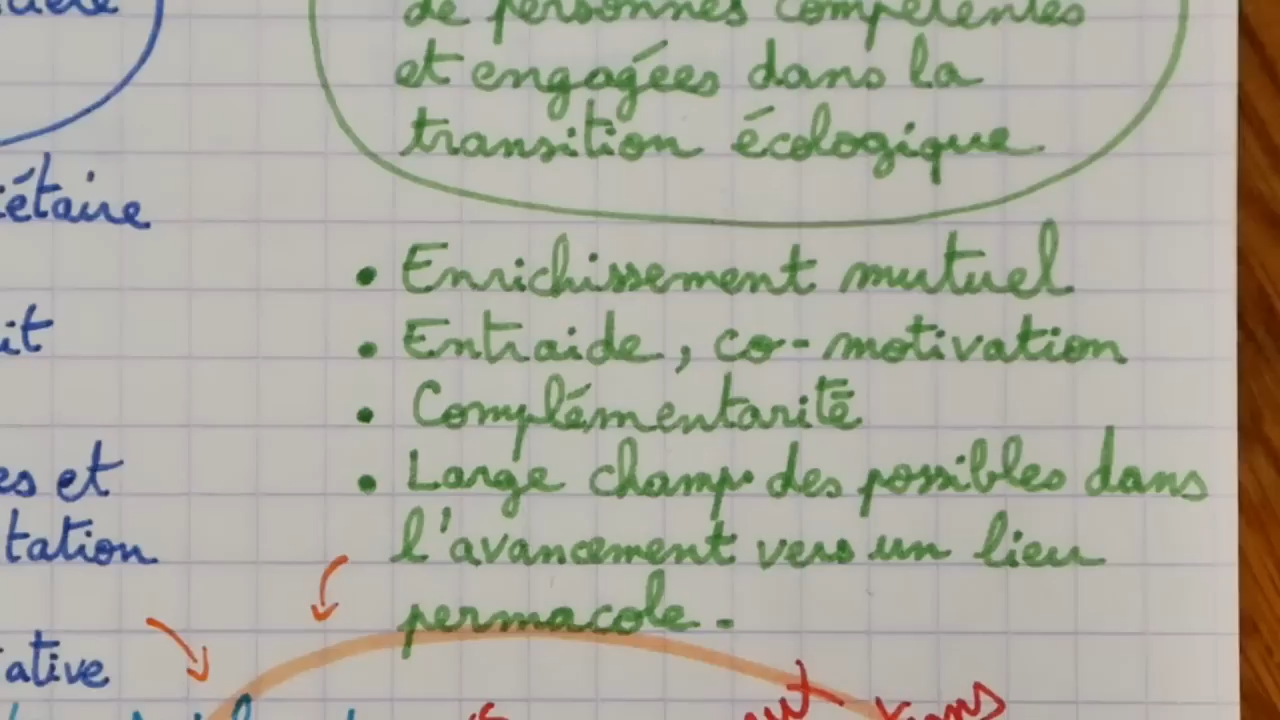 de personnes compétentes
et engagées dans la
transition écologique
iétaire
• Enrichissement mutuel
it
• Entraide, co-motivation
• Complémentarité
es et
• Large champ des possibles dans
tation
l'avancement vers un lieu
permacole.
ative